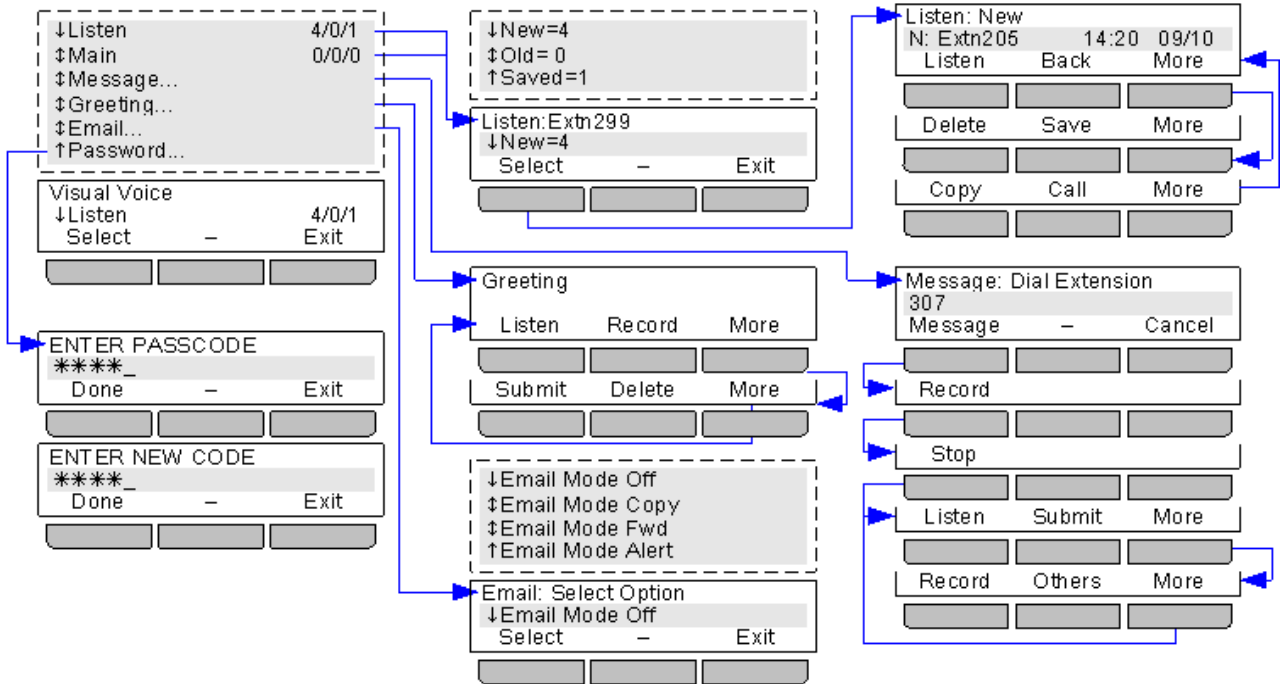 ↓Listen 4/0/1
↕Main 0/0/0
↕Message...
↕Greeting...
↕Email...
↑Password...
Visual Voice
↓Listen 4/0/1
Select – Exit
ENTER PASSCODE
****_
Done – Exit
ENTER NEW CODE
****_
Done – Exit
↓New=4
↕Old= 0
↑Saved=1
Listen:Extn299
↓New=4
Select – Exit
Greeting
Listen Record More
Submit Delete More
↓Email Mode Off
↕Email Mode Copy
↕Email Mode Fwd
↑Email Mode Alert
Email: Select Option
↓Email Mode Off
Select – Exit
Listen: New
N: Extn205 14:20 09/10
Listen Back More
Delete Save More
Copy Call More
Message: Dial Extension
307
Message – Cancel
Record
Stop
Listen Submit More
Record Others More